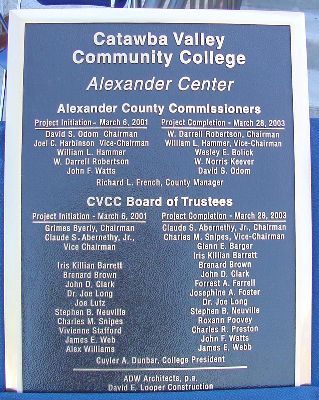 Catawba Valley
Community College
Alexander Center
Alexander County Commissioners
Project Initiation - March 6, 2001 Project Completion - March 28, 2003
David S. Odom Chairman W. Darrell Robertson, Chairman
Joel C. Harbinson Vice-Chairman William L. Hammer, Vice-Chairman
William L. Hammer Wesley E. Bolick
W. Darrell Robertson W. Norris Keever
John F. Watts David S. Odom
Richard L. French, County Manager
CVCC Board of Trustees
Project Initiation - March 6, 2001 Project Completion - March 28, 2003
Grimes Byerly, Chairman Claude S. Abernethy, Jr., Chairman
Claude S. Abernethy, Jr. Charles M. Snipes, Vice-Chairman
Vice Chairman Glenn E. Barger
Iris Killian Barrett
Iris Killian Barrett Brenard Brown
Brenard Brown John D. Clark
John D. Clark Forrest A. Ferrell
Dr. Joe Long Josephine A. Foster
Joe Lutz Dr. Joe Long
Stephen B. Neuville Stephen B. Neuville
Charles M. Snipes Roxann Poovey
Vivienne Stafford Charles R. Preston
James E. Web John F. Watts
Alex Williams James E. Webb
Cuyler A. Dunbar, College President
ADW Architects, p.a.
David E. Looper Construction